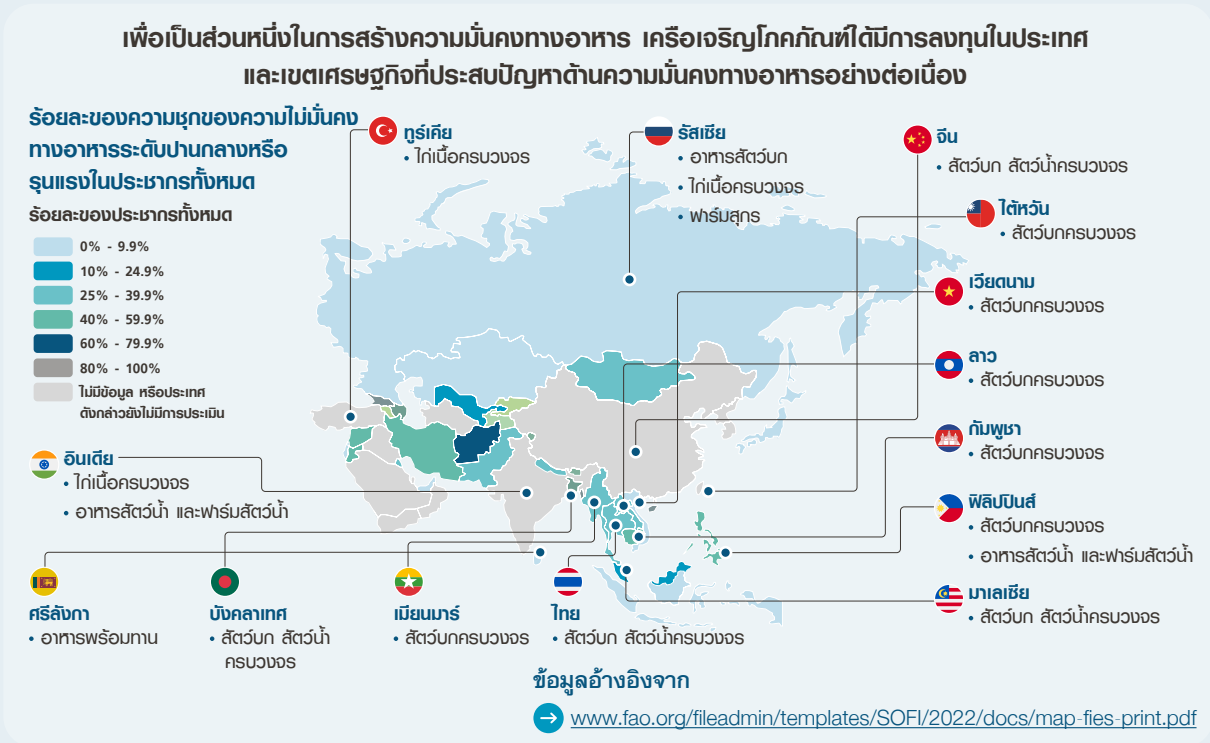 เพื่อเป็นส่วนหนึ่งในการสร้างความมั่นคงทางอาหาร เครือเจริญโภคภัณฑ์ได้มีการลงทุนในประเทศ
และเขตเศรษฐกิจที่ประสบปัญหาด้านความมั่นคงทางอาหารอย่างต่อเนื่อง
ร้อยละของความชุกของความไม่มั่นคง
ทางอาหารระดับปานกลางหรือ
รุนแรงในประชากรทั้งหมด
ร้อยละของประชากรทั้งหมด
0% - 9.9%
10% - 24.9%
25% - 39.9%
40% - 59.9%
60% - 79.9%
80% - 100%
ไม่มีข้อมูล หรือประเทศ
ดังกล่าวยังไม่มีการประเมิน
ทูร์เคีย
• ไก่เนื้อครบวงจร
รัสเซีย
• อาหารสัตว์บก
• ไก่เนื้อครบวงจร
• ฟาร์มสุกร
จีน
• สัตว์บก สัตว์น้ำครบวงจร
ไต้หวัน
• สัตว์บกครบวงจร
เวียดนาม
• สัตว์บกครบวงจร
ลาว
• สัตว์บกครบวงจร
กัมพูชา
• สัตว์บกครบวงจร
ฟิลิปปินส์
• สัตว์บกครบวงจร
• อาหารสัตว์น้ำ และฟาร์มสัตว์น้ำ
มาเลเซีย
• สัตว์บก สัตว์น้ำครบวงจร
อินเดีย
• ไก่เนื้อครบวงจร
• อาหารสัตว์น้ำ และฟาร์มสัตว์น้ำ
ศรีลังกา
• อาหารพร้อมทาน
บังคลาเทศ
• สัตว์บก สัตว์น้ำ
ครบวงจร
เมียนมาร์
• สัตว์บกครบวงจร
ไทย
• สัตว์บก สัตว์น้ำครบวงจร
ข้อมูลอ้างอิงจาก
www.fao.org/fileadmin/templates/SOFI/2022/docs/map-fies-print.pdf